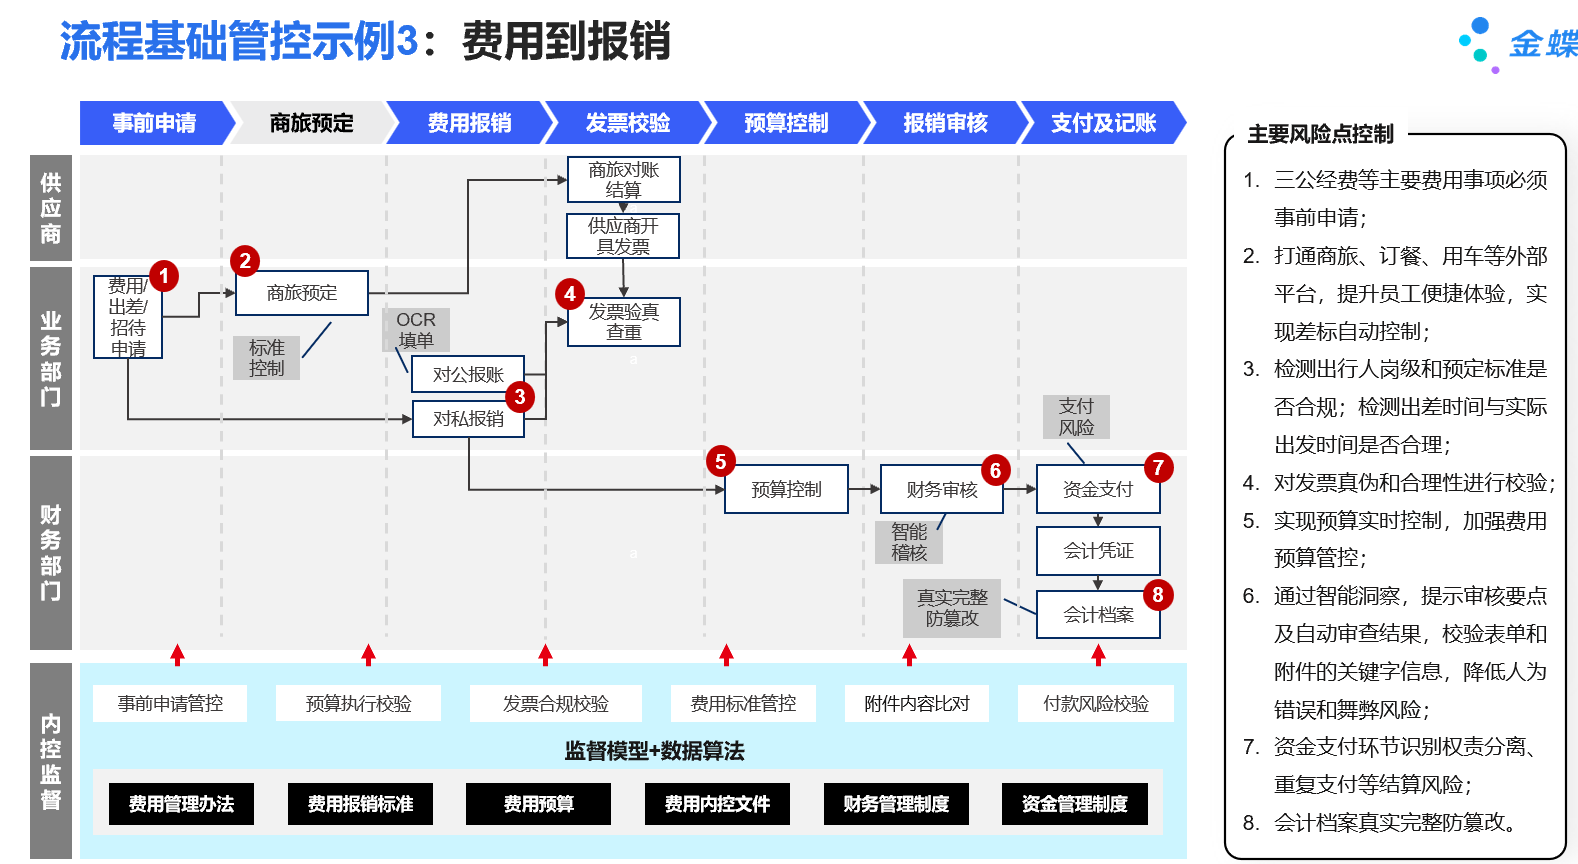 流程基础管控示例3：费用到报销
金蝶
事前申请
商旅预定
费用报销
发票校验
预算控制
报销审核
支付及记账
供应商
商旅对账
结算
供应商开
具发票
业务部门
1
费用/
出差/
招待
申请
2
商旅预定
标准
控制
OCR
填单
对公报账
3
对私报销
4
发票验真
查重
a
财务部门
5
预算控制
6
财务审核
智能
稽核
支付
风险
7
资金支付
会计凭证
8
会计档案
真实完整
防篡改
a
内控监督
事前申请管控
预算执行校验
发票合规校验
费用标准管控
附件内容比对
付款风险校验
监督模型+数据算法
费用管理办法
费用报销标准
费用预算
费用内控文件
财务管理制度
资金管理制度
主要风险点控制
1. 三公经费等主要费用事项必须
事前申请；
2. 打通商旅、订餐、用车等外部
平台，提升员工便捷体验，实
现差标自动控制；
3. 检测出行人岗级和预定标准是
否合规；检测出差时间与实际
出发时间是否合理；
4. 对发票真伪和合理性进行校验；
5. 实现预算实时控制，加强费用
预算管控；
6. 通过智能洞察，提示审核要点
及自动审查结果，校验表单和
附件的关键字信息，降低人为
错误和舞弊风险；
7. 资金支付环节识别权责分离、
重复支付等结算风险；
8. 会计档案真实完整防篡改。